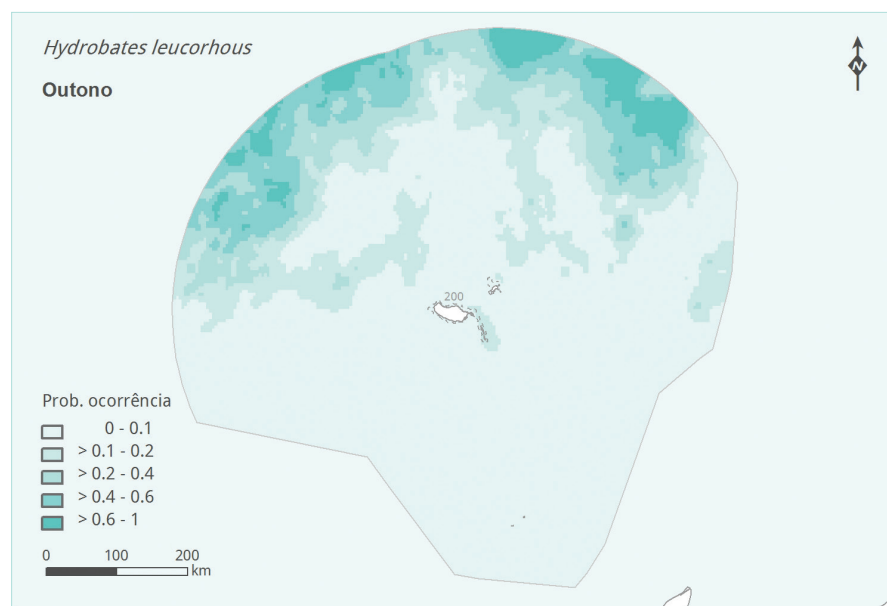 Hydrobates leucorhous
Outono
N
200
Prob. ocorrência
0 - 0.1
> 0.1 - 0.2
> 0.2 - 0.4
> 0.4 - 0.6
> 0.6 - 1
0 100 200
km